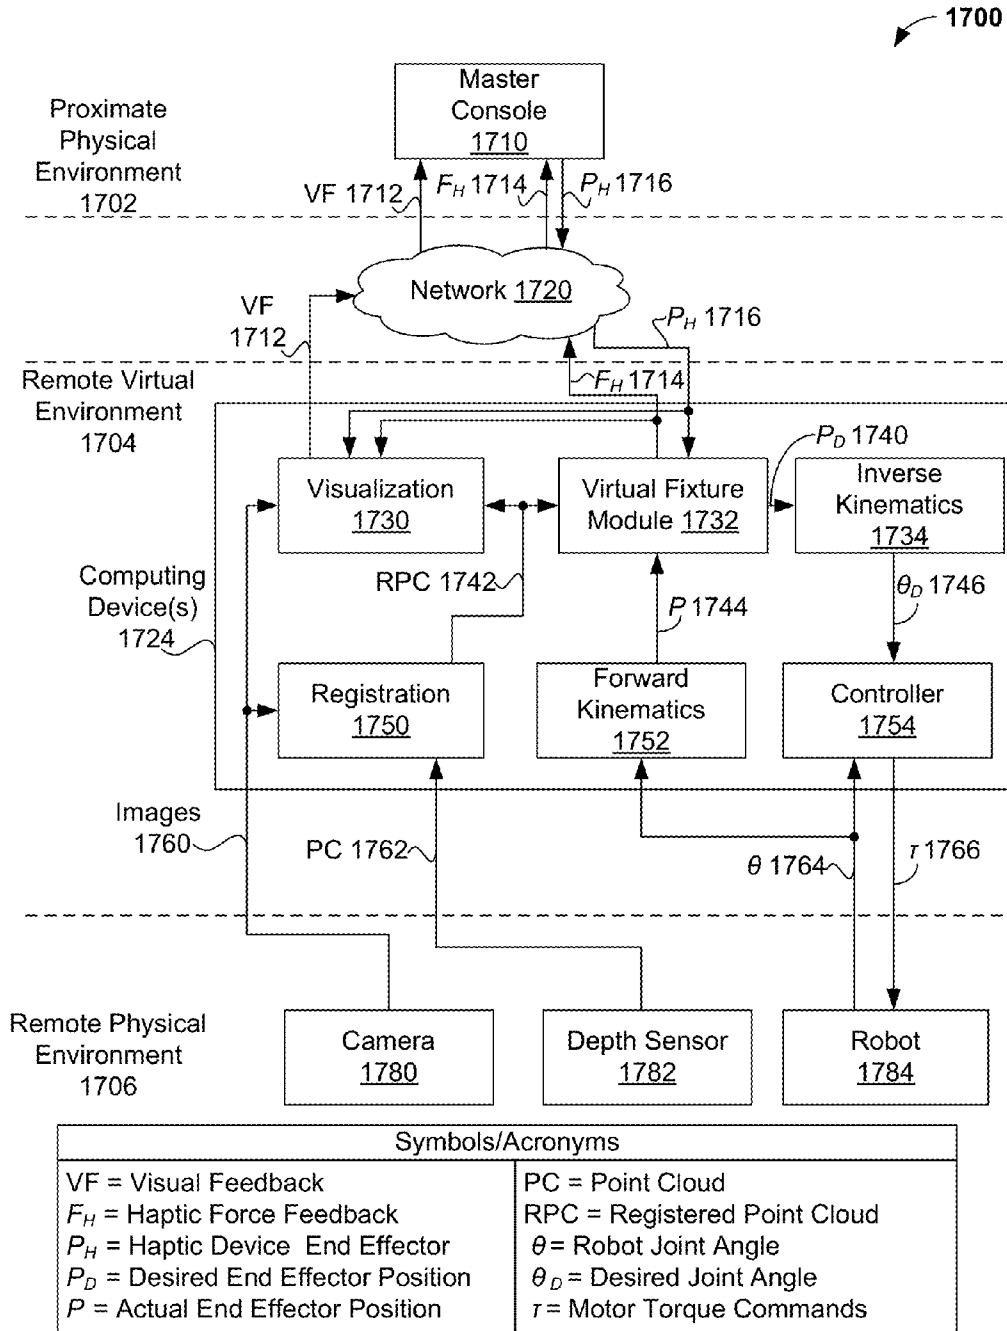 1700
Proximate
Physical
Environment
1702
Master
Console
1710
VF 1712
F_H 1714
P_H 1716
Network 1720
VF
1712
P_H 1716
F_H 1714
Remote Virtual
Environment
1704
P_D 1740
Visualization
1730
Virtual Fixture
Module 1732
Inverse
Kinematics
1734
RPC 1742
Computing
Device(s)
1724
P 1744
θ_D 1746
Registration
1750
Forward
Kinematics
1752
Controller
1754
Images
1760
PC 1762
θ 1764
τ 1766
Remote Physical
Environment
1706
Camera
1780
Depth Sensor
1782
Robot
1784
Symbols/Acronyms
VF = Visual Feedback
F_H = Haptic Force Feedback
P_H = Haptic Device End Effector
P_D = Desired End Effector Position
P = Actual End Effector Position
PC = Point Cloud
RPC = Registered Point Cloud
θ = Robot Joint Angle
θ_D = Desired Joint Angle
τ = Motor Torque Commands